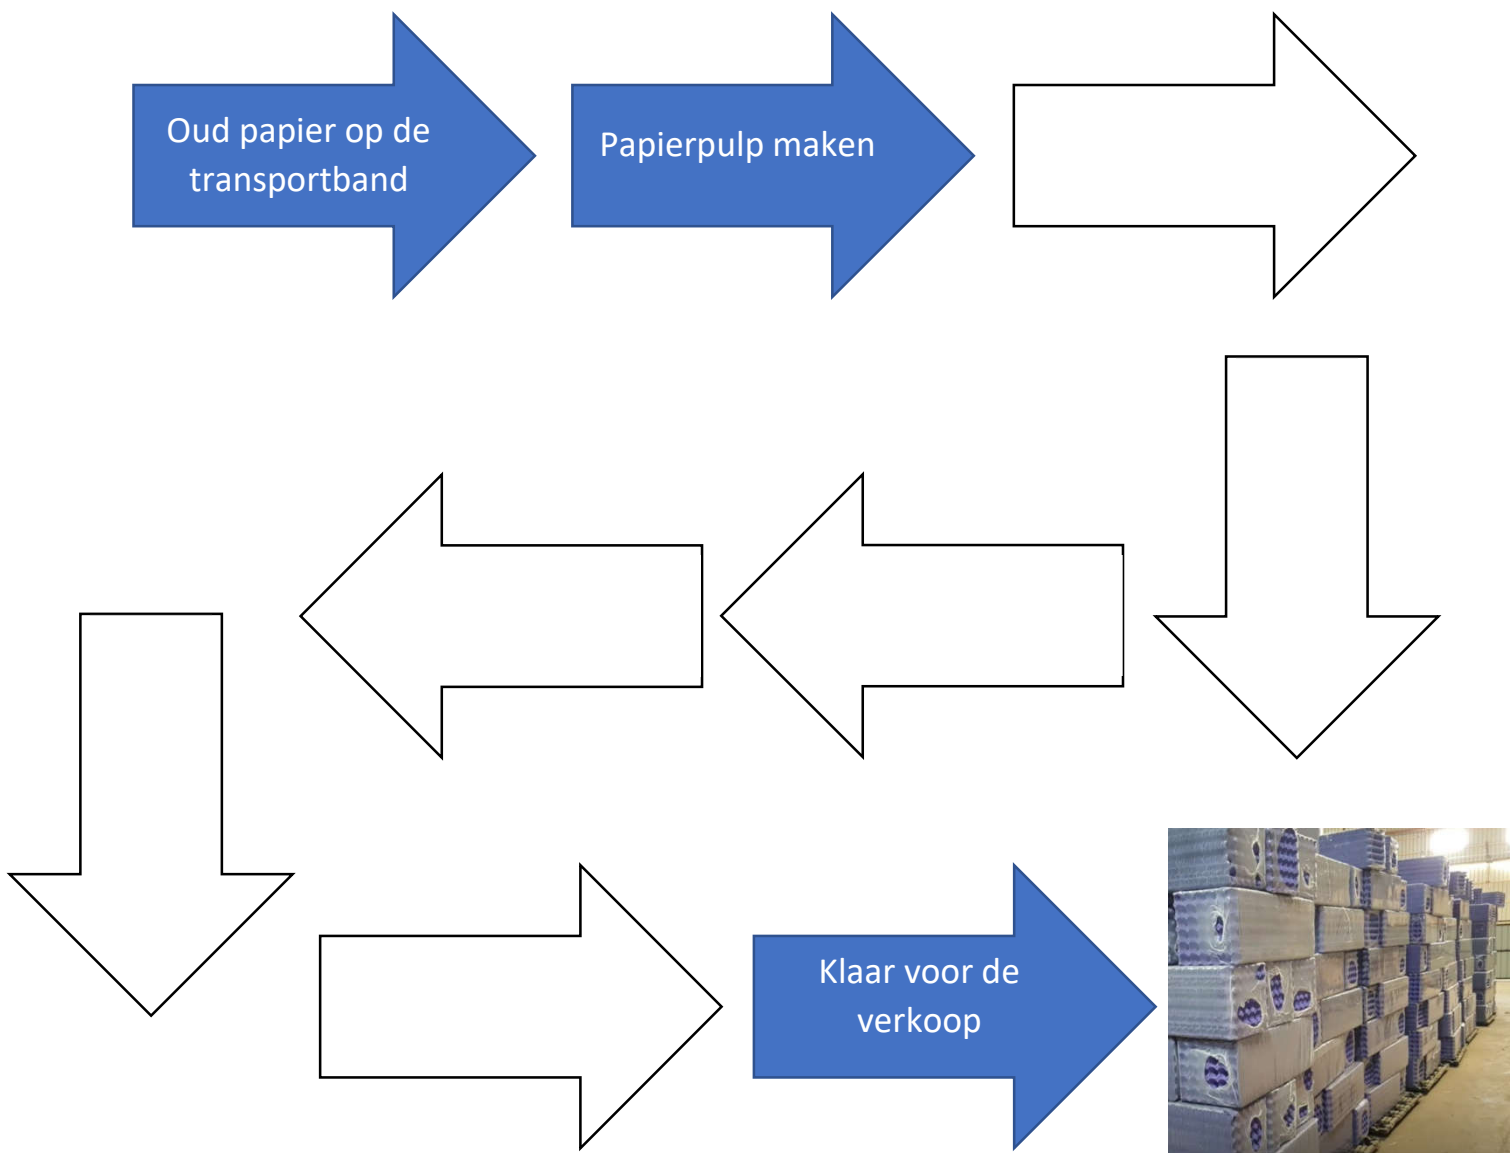 Oud papier op de
transportband
Papierpulp maken
Klaar voor de
verkoop